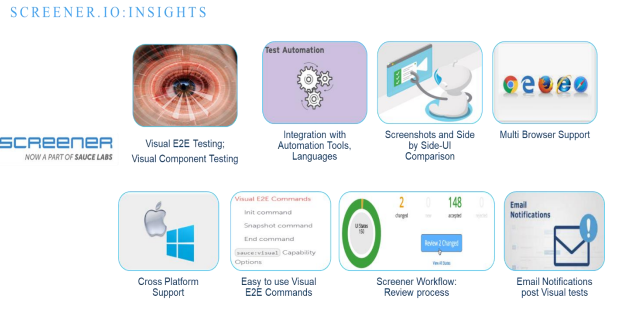 SCREENER.IO:INSIGHTS
Test Automation
SCREENER
NOW A PART OF SAUCE LABS
Visual E2E Testing;
Visual Component Testing
Integration with
Automation Tools,
Languages
Screenshots and Side
by Side-UI
Comparison
Multi Browser Support
Visual E2E Commands
Init command
Snapshot command
End command
sauce:visual Capability
Options
UI States
150
2
changed
148
accepted
Review 2 Changed
View All States
Email
Notifications
Cross Platform
Support
Easy to use Visual
E2E Commands
Screener Workflow:
Review process
Email Notifications
post Visual tests